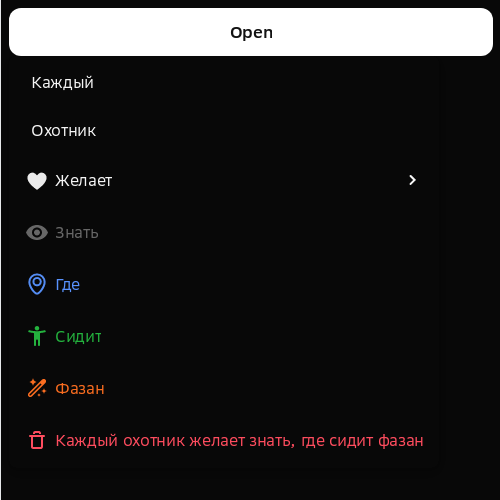 Open
Каждый
Охотник
Желает
Знать
Где
Сидит
Фазан
Каждый охотник желает знать, где сидит фазан